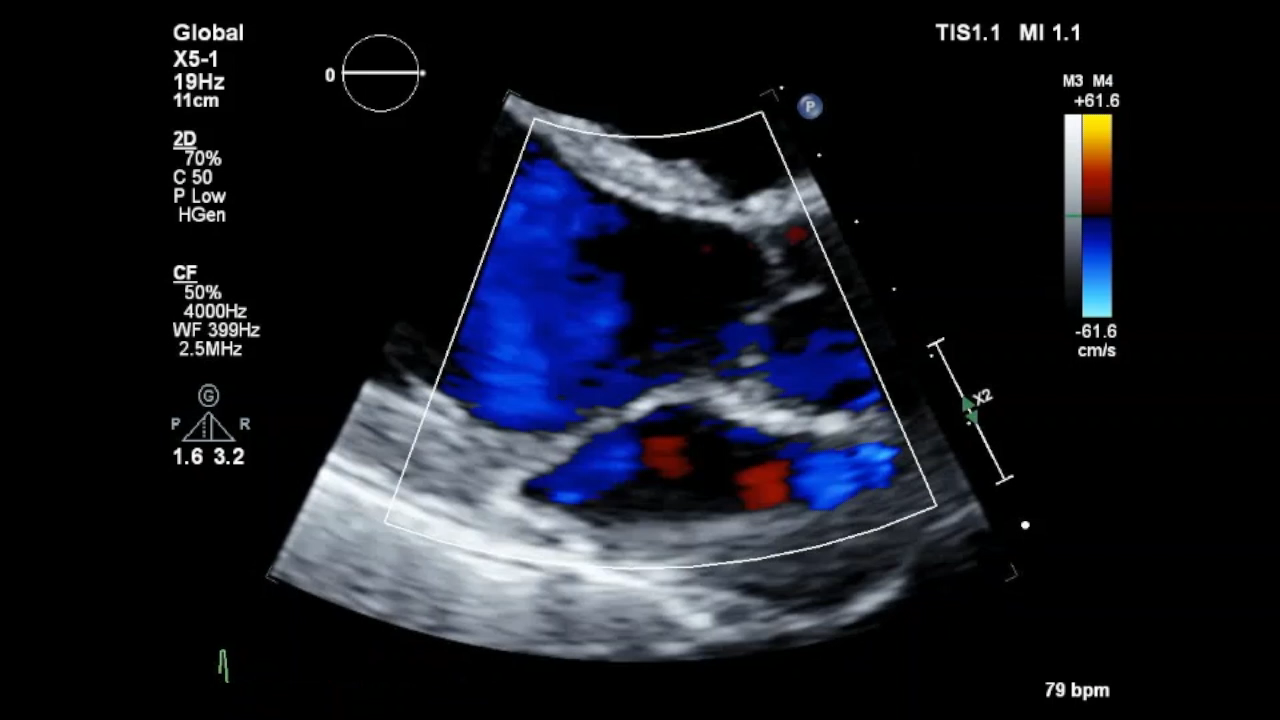 Global
X5-1
19Hz
11cm
2D
70%
C 50
P Low
HGen
CF
50%
4000Hz
WF 399Hz
2.5MHz
G
P R
1.6 3.2
0
P
TIS1.1 MI 1.1
M3 M4
+61.6
-61.6
cm/s
X2
79 bpm